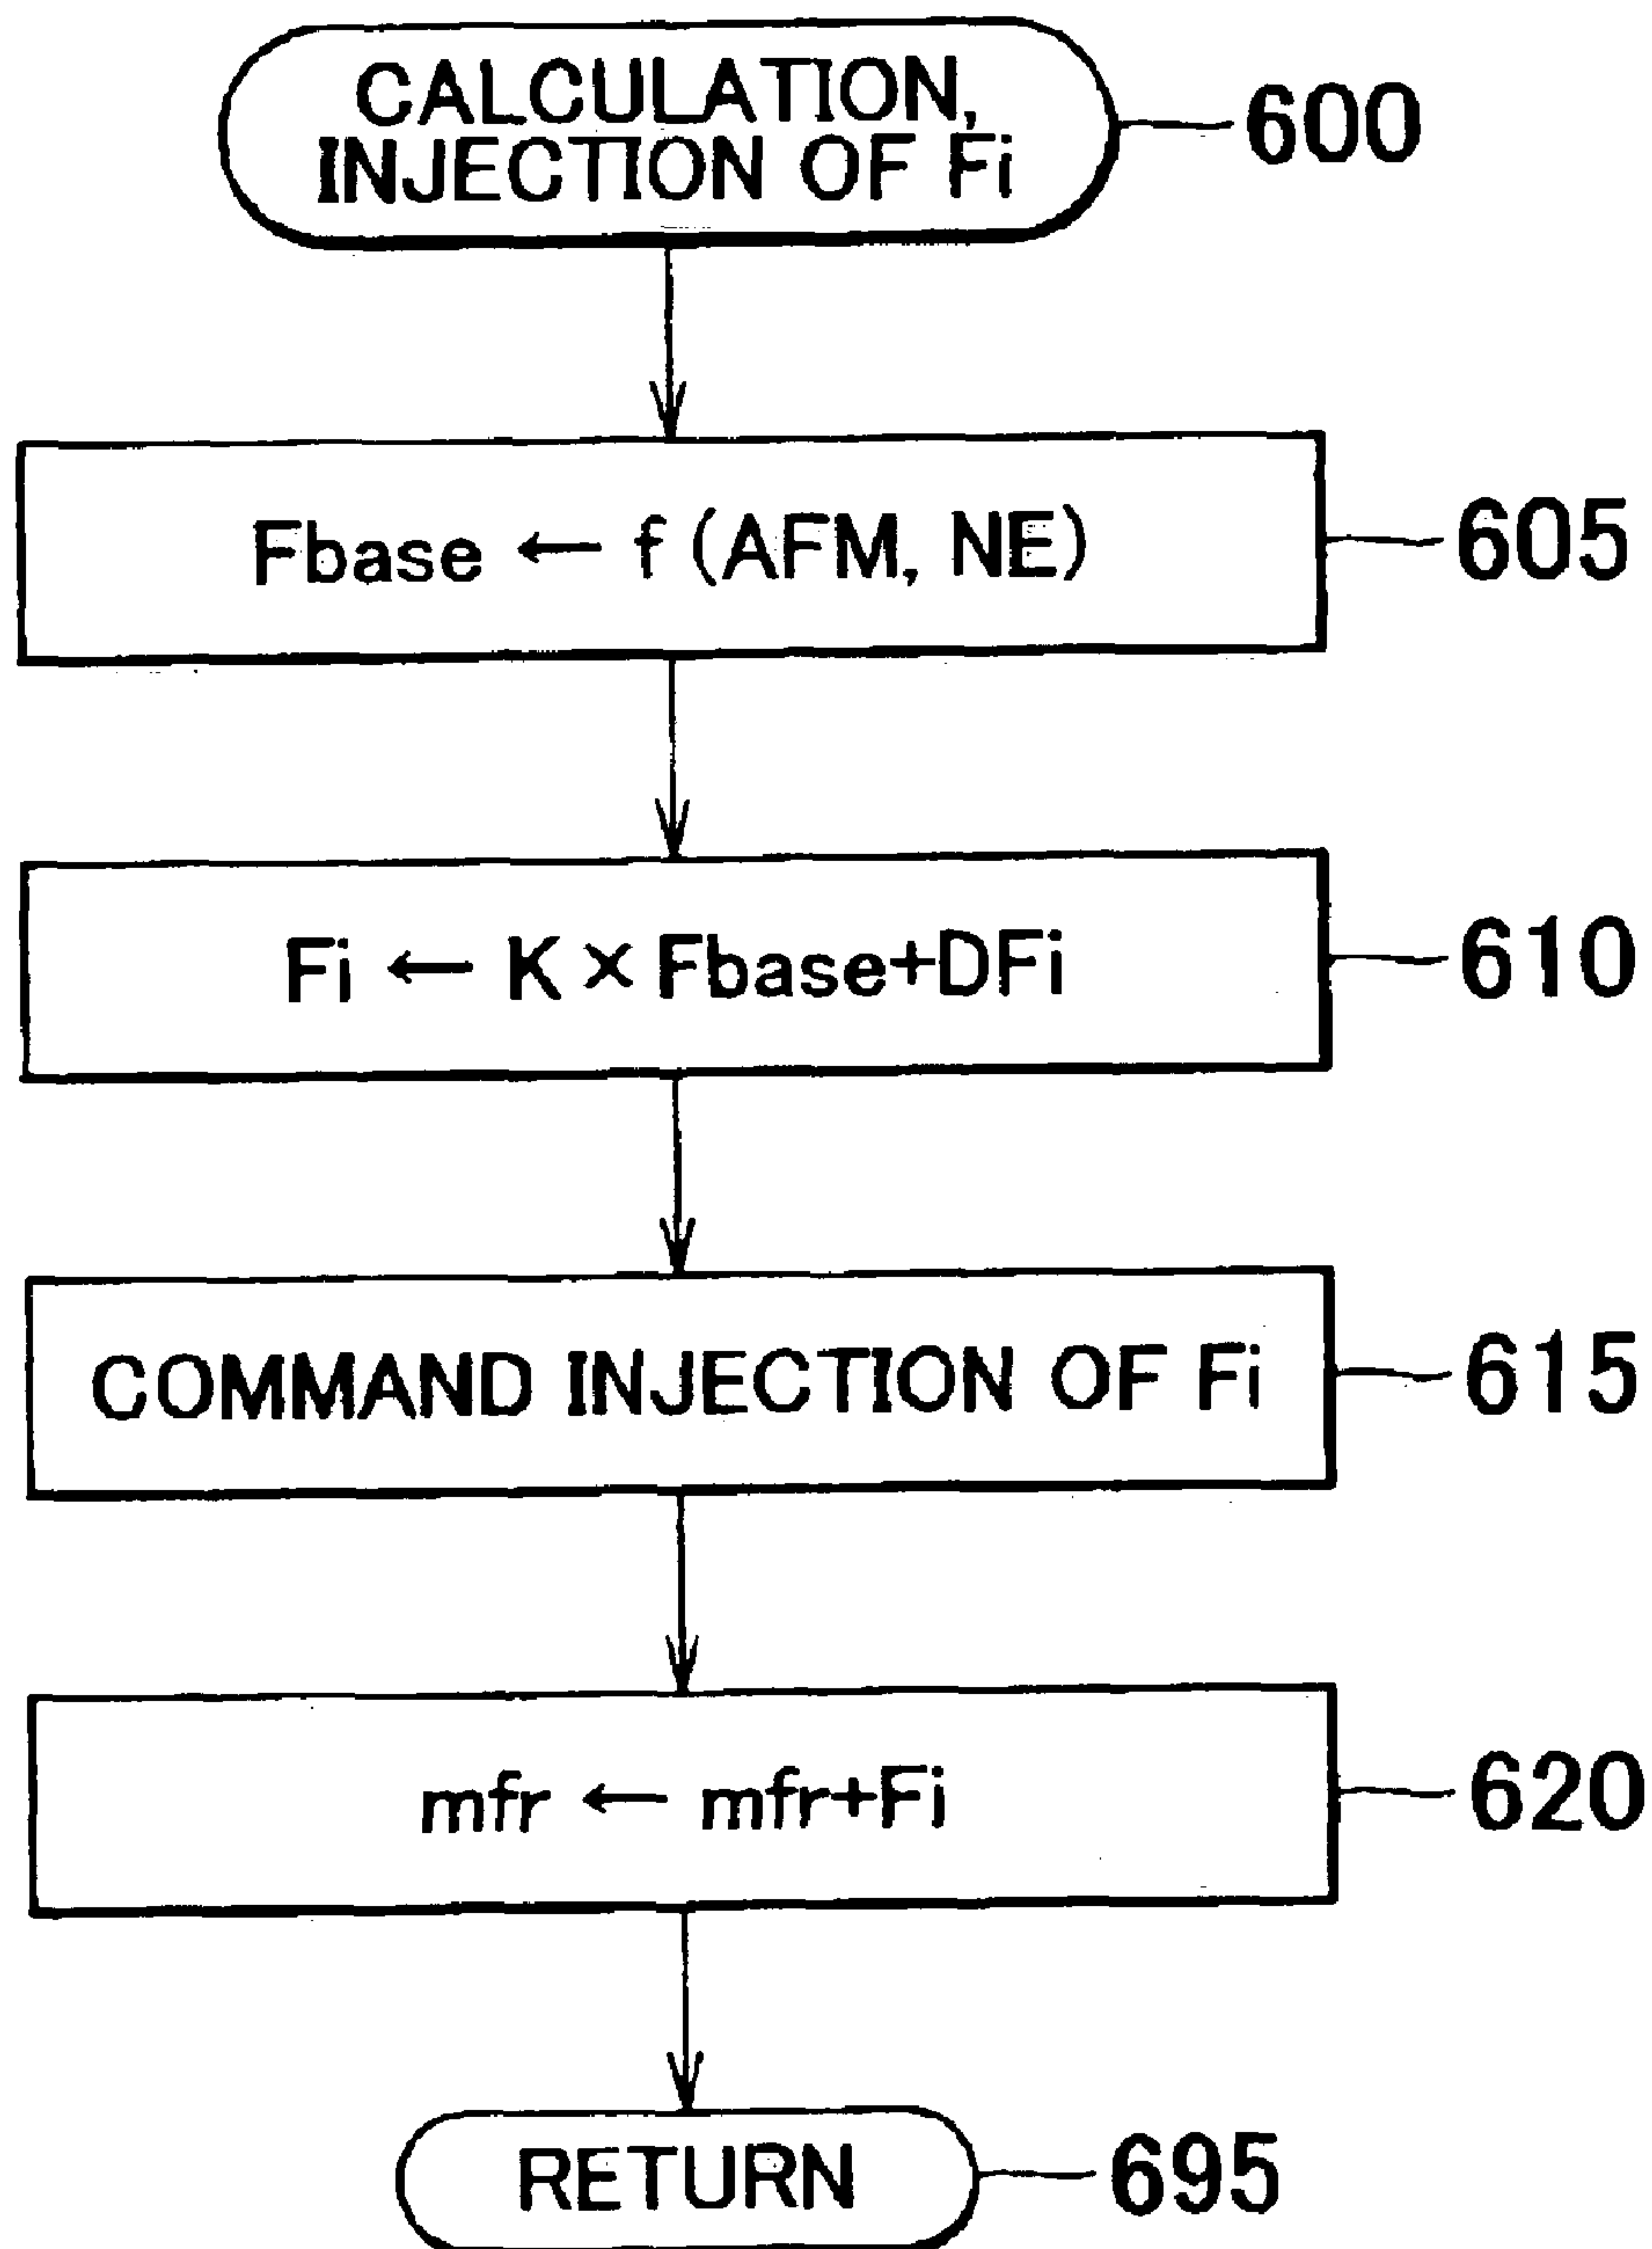 CALCULATION,
INJECTION OF Fi
600
Fbase ← f (AFM, NE)
605
Fi ← K × Fbase+DFi
610
COMMAND INJECTION OF Fi
615
mfr ← mfr+Fi
620
RETURN
695